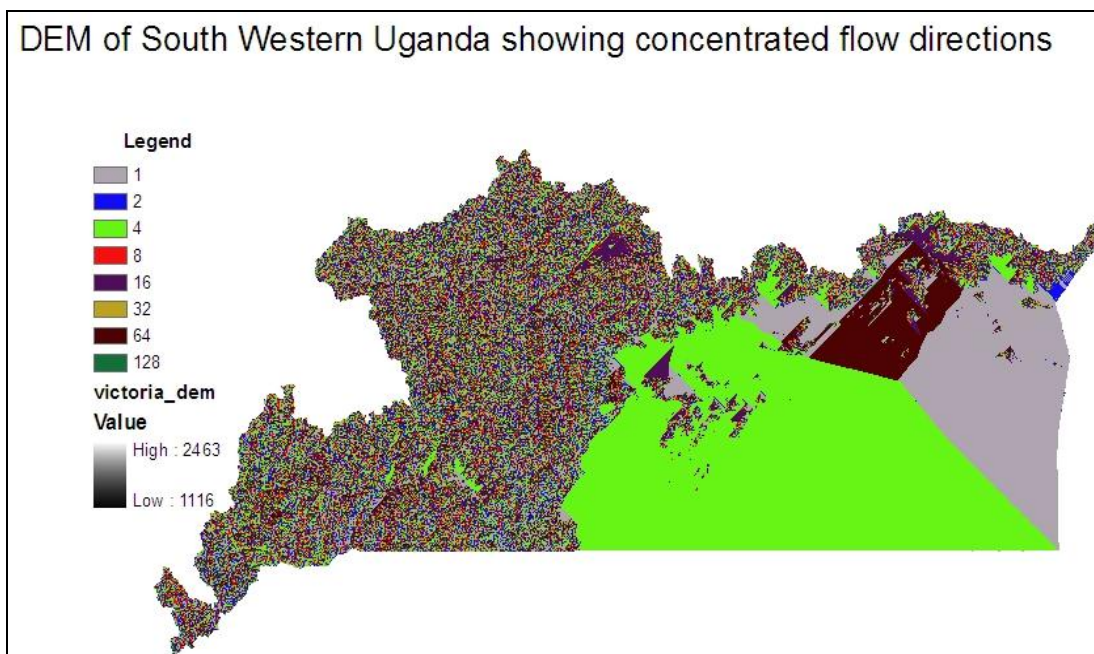 DEM of South Western Uganda showing concentrated flow directions
Legend
1
2
4
8
16
32
64
128
victoria_dem
Value
High : 2463
Low : 1116